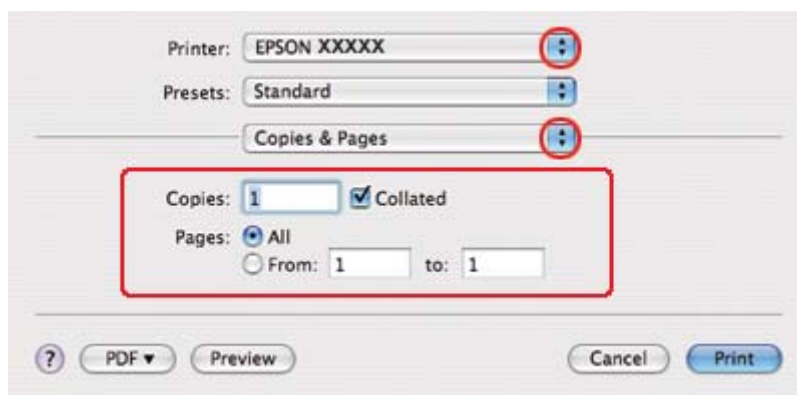 Printer: EPSON XXXXX
Presets: Standard
Copies & Pages
Copies: 1 Collated
Pages: All
From: 1 to: 1
? PDF ▼ Preview Cancel Print